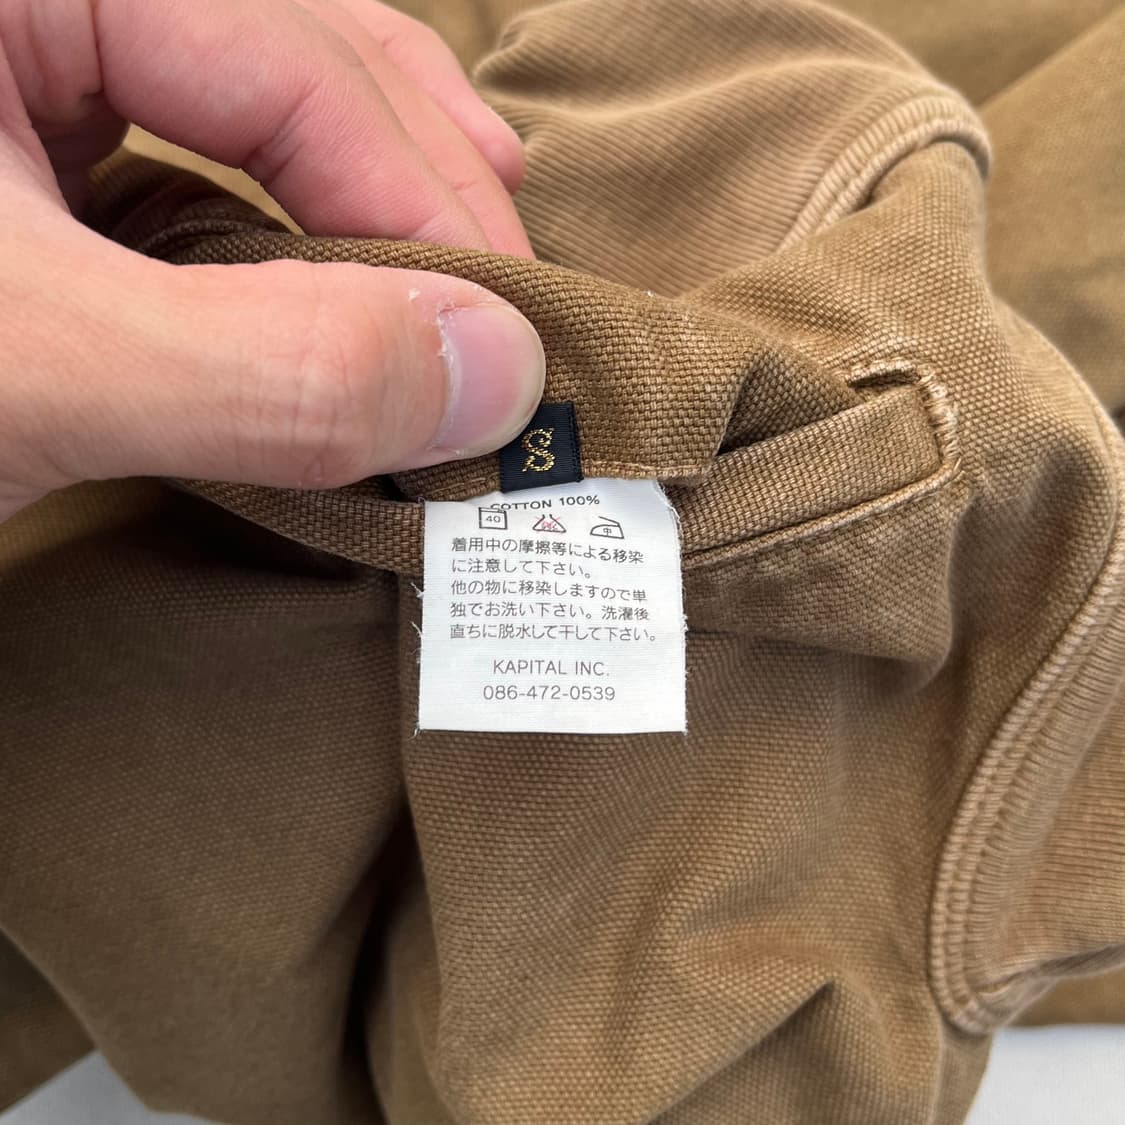 S
COTTON 100%
40 中
着用中の摩擦等による移染
に注意して下さい。
他の物に移染しますので単
独でお洗い下さい。洗濯後
直ちに脱水して干して下さい。
KAPITAL INC.
086-472-0539